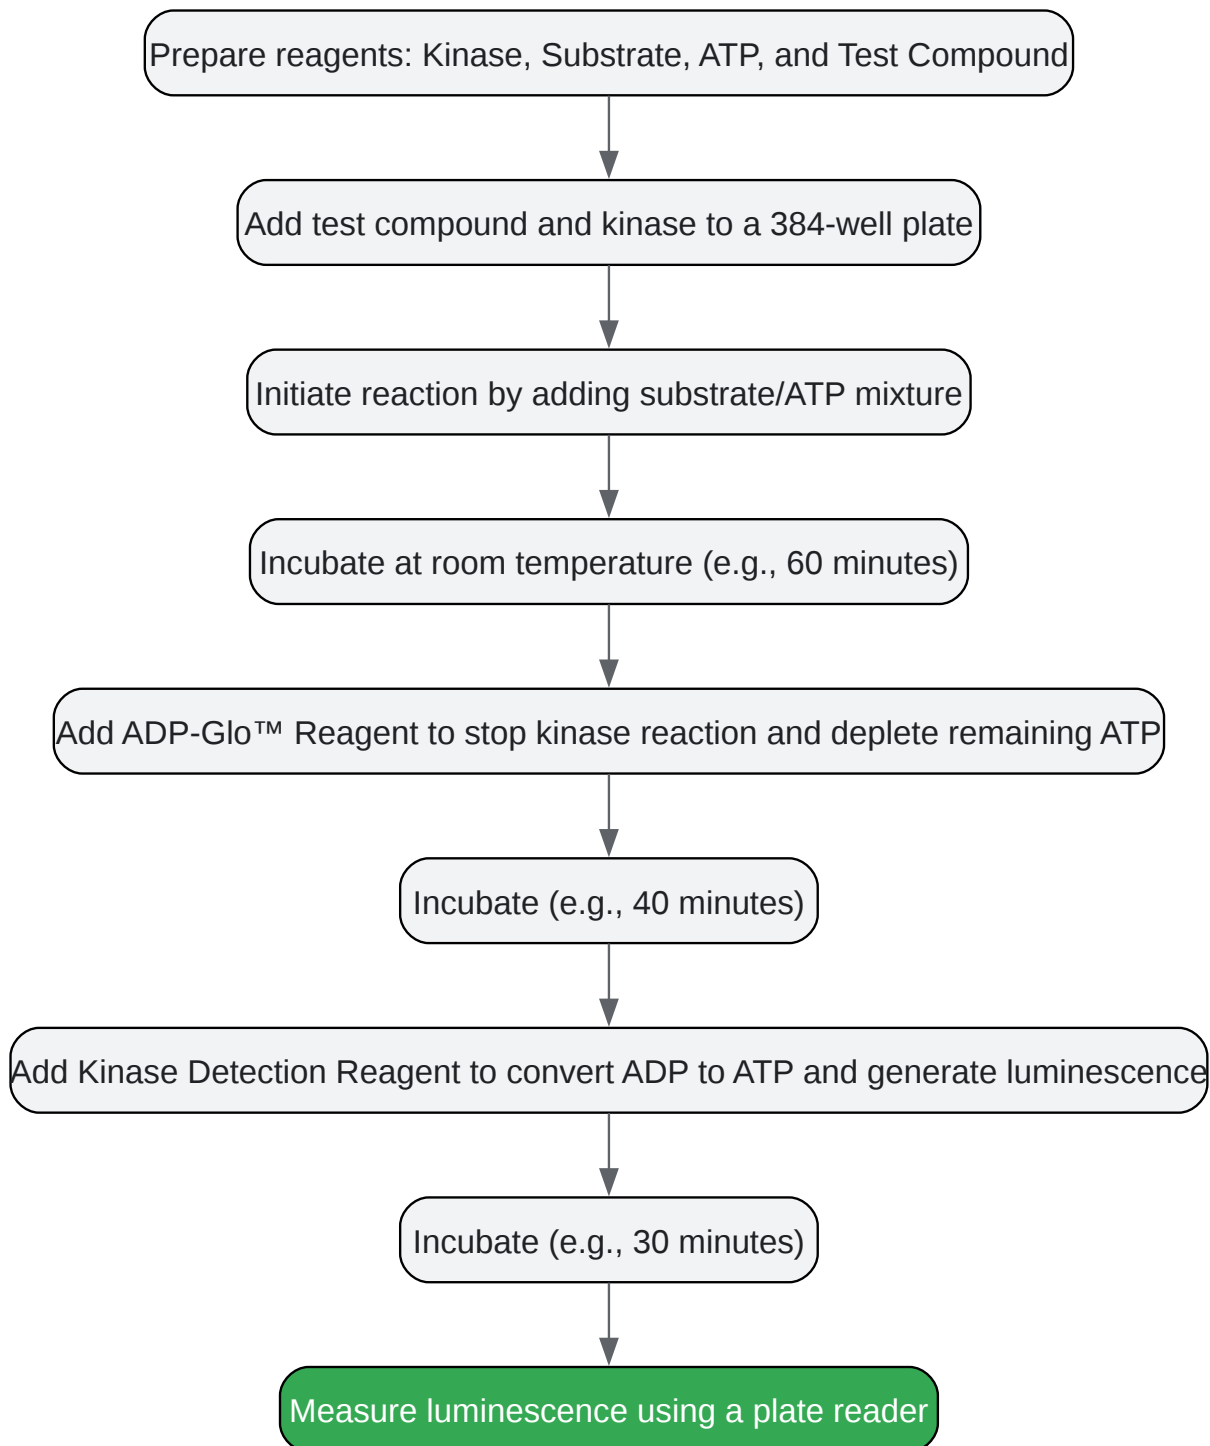 Prepare reagents: Kinase, Substrate, ATP, and Test Compound
Add test compound and kinase to a 384-well plate
Initiate reaction by adding substrate/ATP mixture
Incubate at room temperature (e.g., 60 minutes)
Add ADP-Glo™ Reagent to stop kinase reaction and deplete remaining ATP
Incubate (e.g., 40 minutes)
Add Kinase Detection Reagent to convert ADP to ATP and generate luminescence
Incubate (e.g., 30 minutes)
Measure luminescence using a plate reader